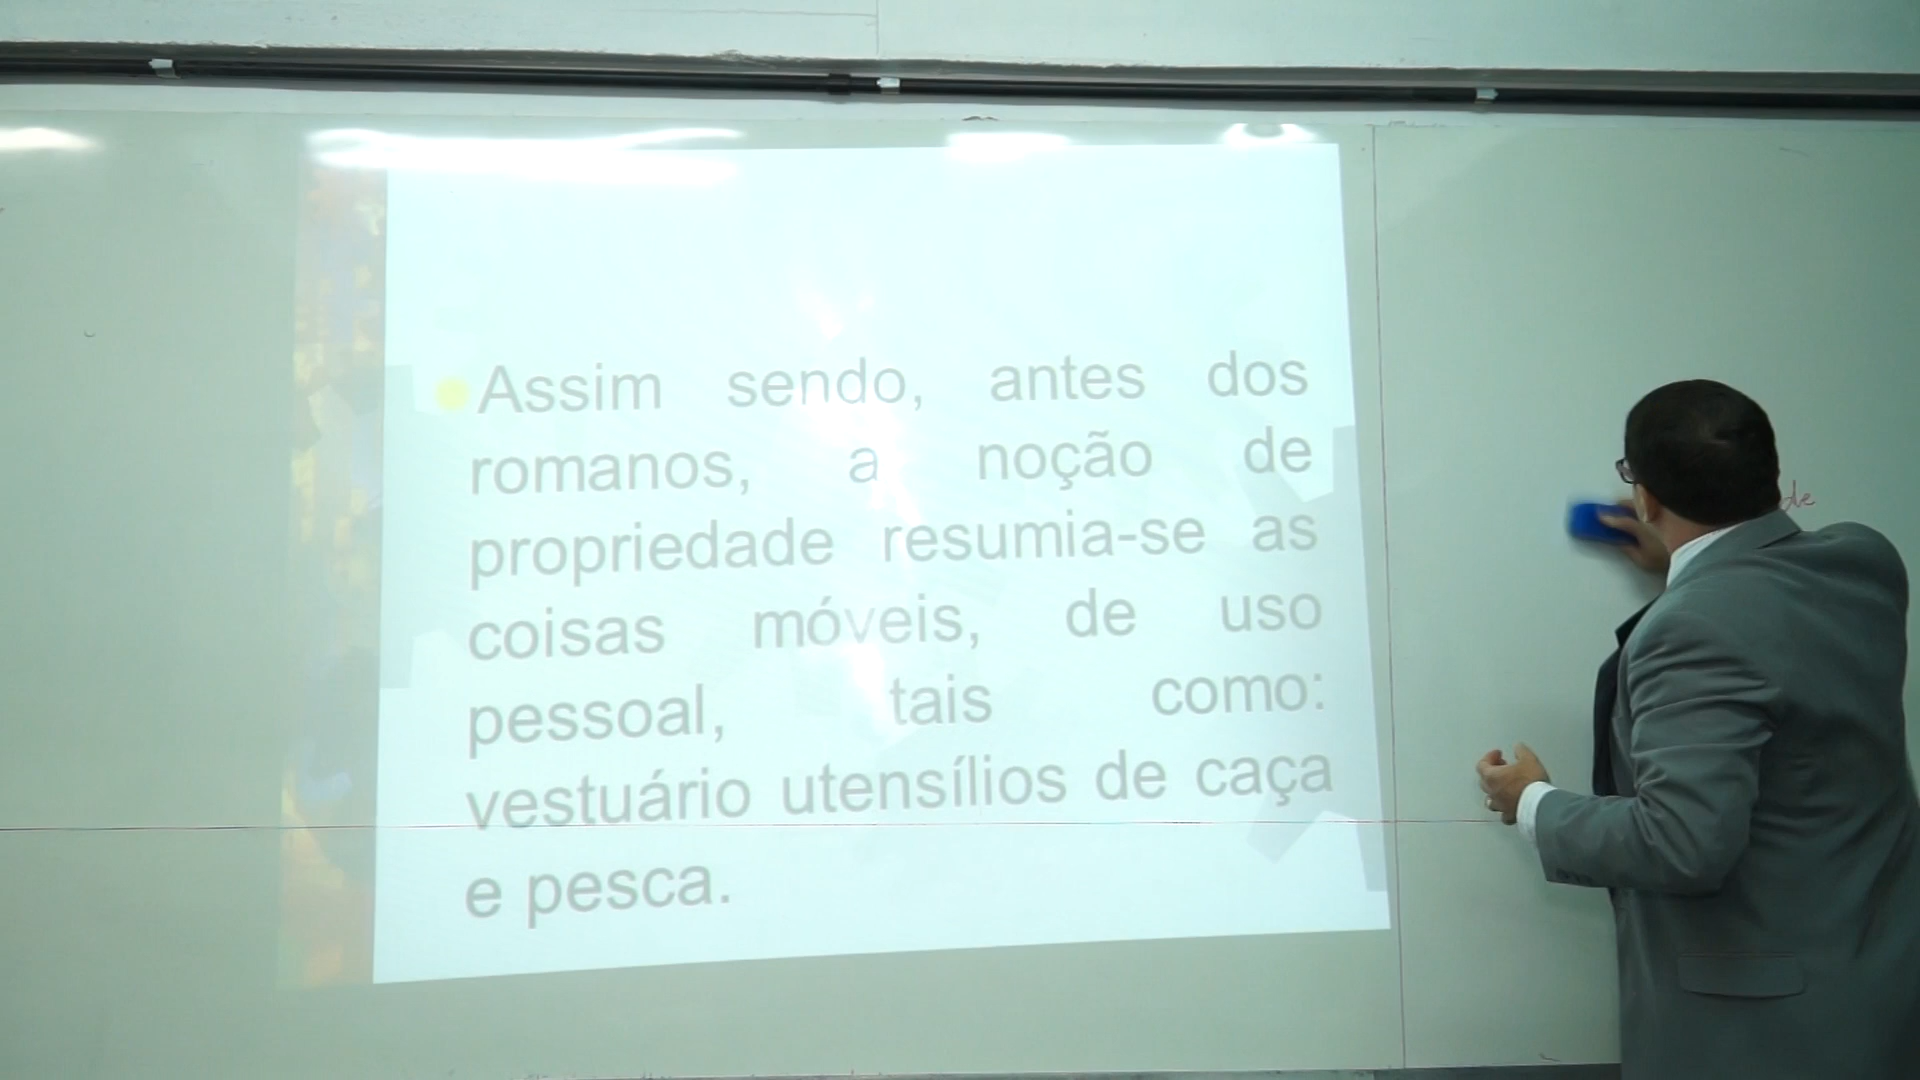 Assim sendo, antes dos
romanos, a noção de
propriedade resumia-se as
coisas móveis, de uso
pessoal, tais como:
vestuário utensílios de caça
e pesca.
de